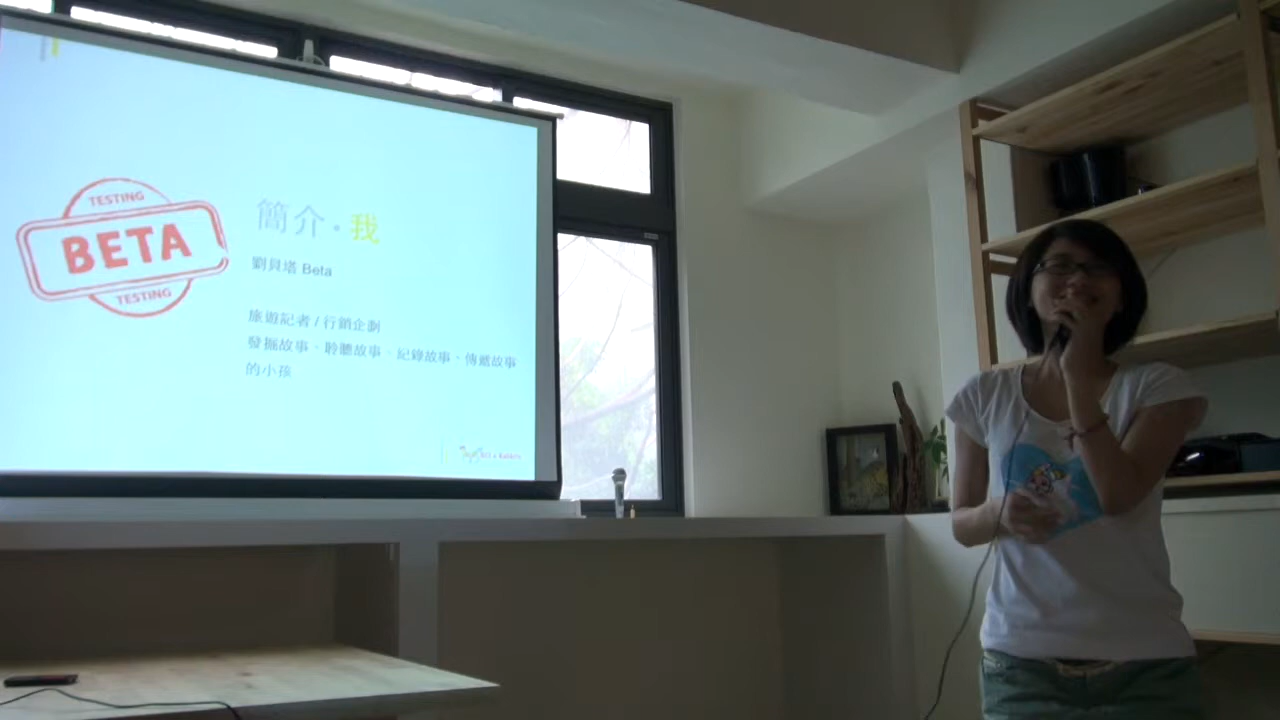 TESTING
BETA
TESTING
簡介·我
劉貝塔 Beta
旅遊記者 / 行銷企劃
發掘故事、聆聽故事、紀錄故事、傳遞故事
的小孩